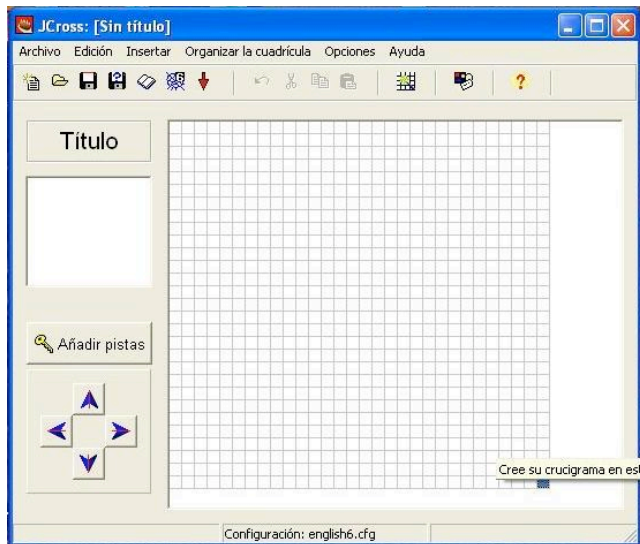 JCross: [Sin título]
Archivo Edición Insertar Organizar la cuadrícula Opciones Ayuda
?
Título
Añadir pistas
Cree su crucigrama en est
Configuración: english6.cfg